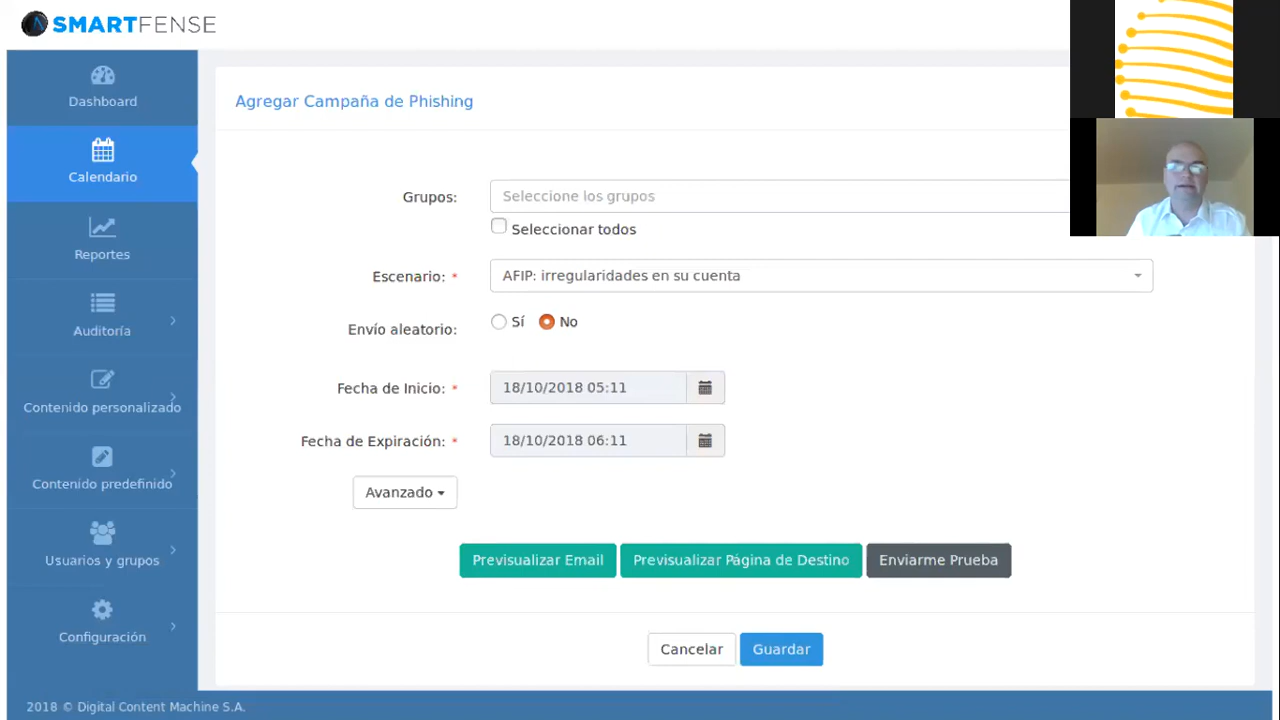 SMARTFENSE
Dashboard
Calendario
Reportes
Auditoría
Contenido personalizado
Contenido predefinido
Usuarios y grupos
Configuración
Agregar Campaña de Phishing
Grupos:
Seleccione los grupos
Seleccionar todos
Escenario: *
AFIP: irregularidades en su cuenta
Envío aleatorio:
Sí
No
Fecha de Inicio: *
18/10/2018 05:11
Fecha de Expiración: *
18/10/2018 06:11
Avanzado
Previsualizar Email
Previsualizar Página de Destino
Enviarme Prueba
Cancelar
Guardar
2018 © Digital Content Machine S.A.